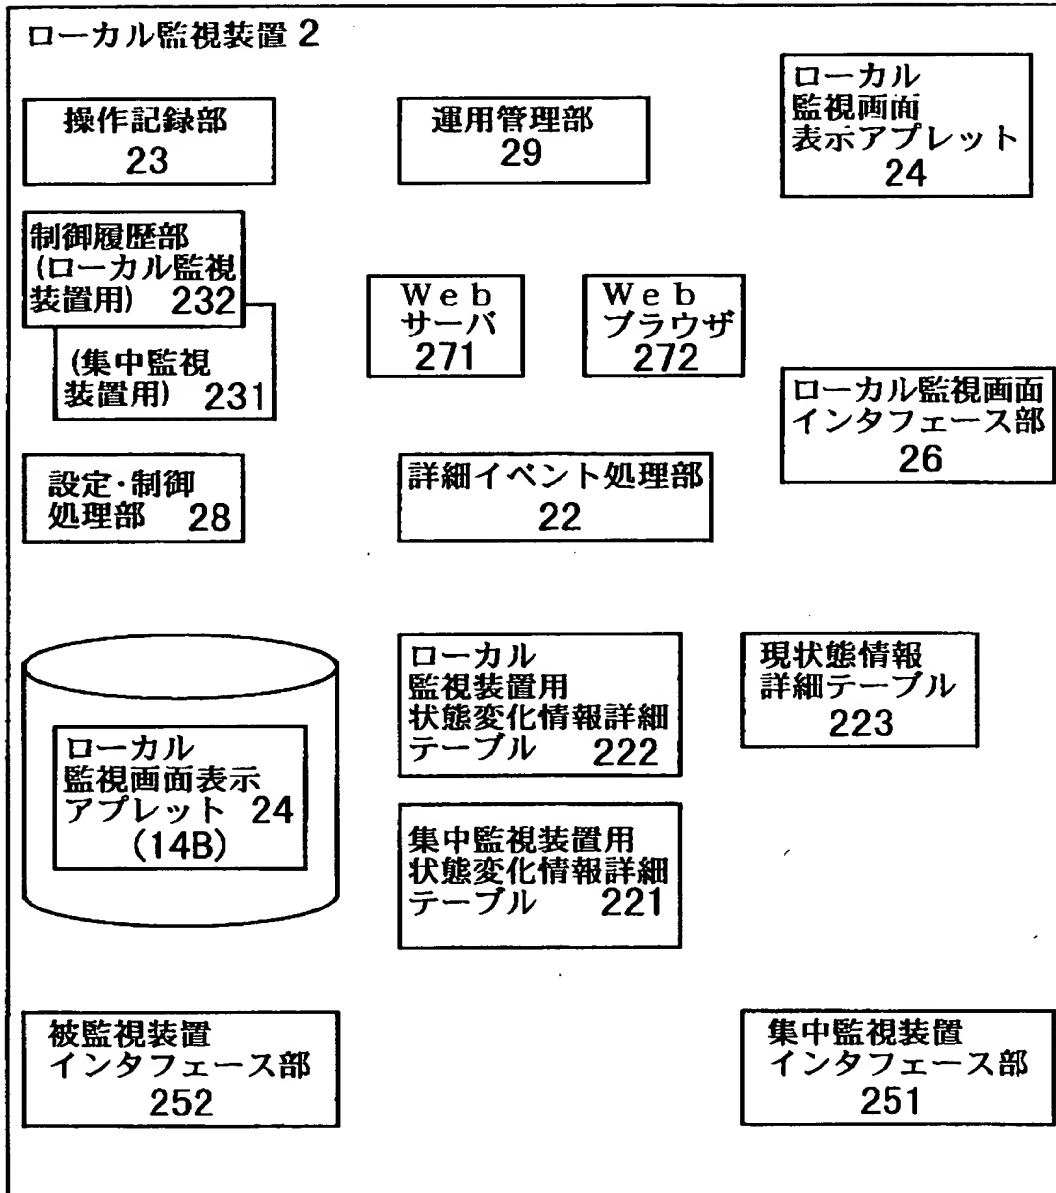 ローカル監視装置 2
操作記録部
23
運用管理部
29
ローカル
監視画面
表示アプレット
24
制御履歴部
(ローカル監視
装置用) 232
(集中監視
装置用) 231
Web
サーバ
271
Web
ブラウザ
272
ローカル監視画面
インタフェース部
26
設定・制御
処理部 28
詳細イベント処理部
22
ローカル
監視画面表示
アプレット 24
(14B)
ローカル
監視装置用
状態変化情報詳細
テーブル 222
現状態情報
詳細テーブル
223
集中監視装置用
状態変化情報詳細
テーブル 221
被監視装置
インタフェース部
252
集中監視装置
インタフェース部
251